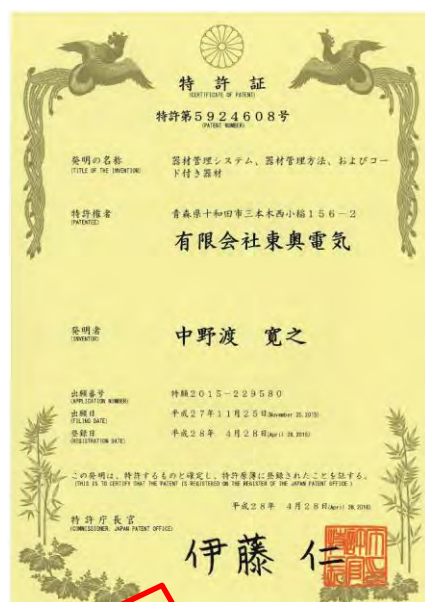 特許証
(CERTIFICATE OF PATENT)
特許第5924608号
(PATENT NUMBER)
発明の名称
(TITLE OF THE INVENTION)
器材管理システム、器材管理方法、およびコー
ド付き器材
特許権者
(PATENTEE)
青森県十和田市三本木西小稲156-2
有限会社東奥電気
発明者
(INVENTOR)
中野渡 寛之
出願番号
(APPLICATION NUMBER)
特願2015-229580
出願日
(FILING DATE)
平成27年11月25日(November 25,2015)
登録日
(REGISTRATION DATE)
平成28年 4月28日(April 28,2016)
この発明は、特許するものと確定し、特許原簿に登録されたことを証する。
(THIS IS TO CERTIFY THAT THE PATENT IS REGISTERED ON THE REGISTER OF THE JAPAN PATENT OFFICE.)
平成28年 4月28日(April 28,2016)
特許庁長官
(COMMISSIONER, JAPAN PATENT OFFICE)
伊藤 仁